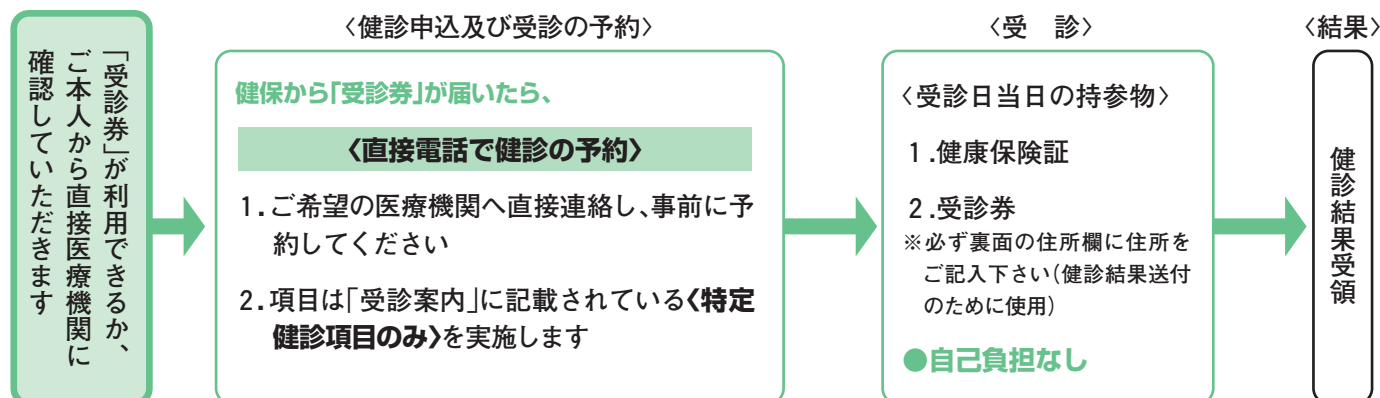 「受診券」が利用できるか、
ご本人から直接医療機関に
確認していただきます
〈健診申込及び受診の予約〉
健保から「受診券」が届いたら、
〈直接電話で健診の予約〉
1.ご希望の医療機関へ直接連絡し、事前に予
約してください
2.項目は「受診案内」に記載されている〈特定
健診項目のみ〉を実施します
〈受 診〉
〈受診日当日の持参物〉
1.健康保険証
2.受診券
※必ず裏面の住所欄に住所を
ご記入下さい(健診結果送付
のために使用)
●自己負担なし
〈結果〉
健診結果受領